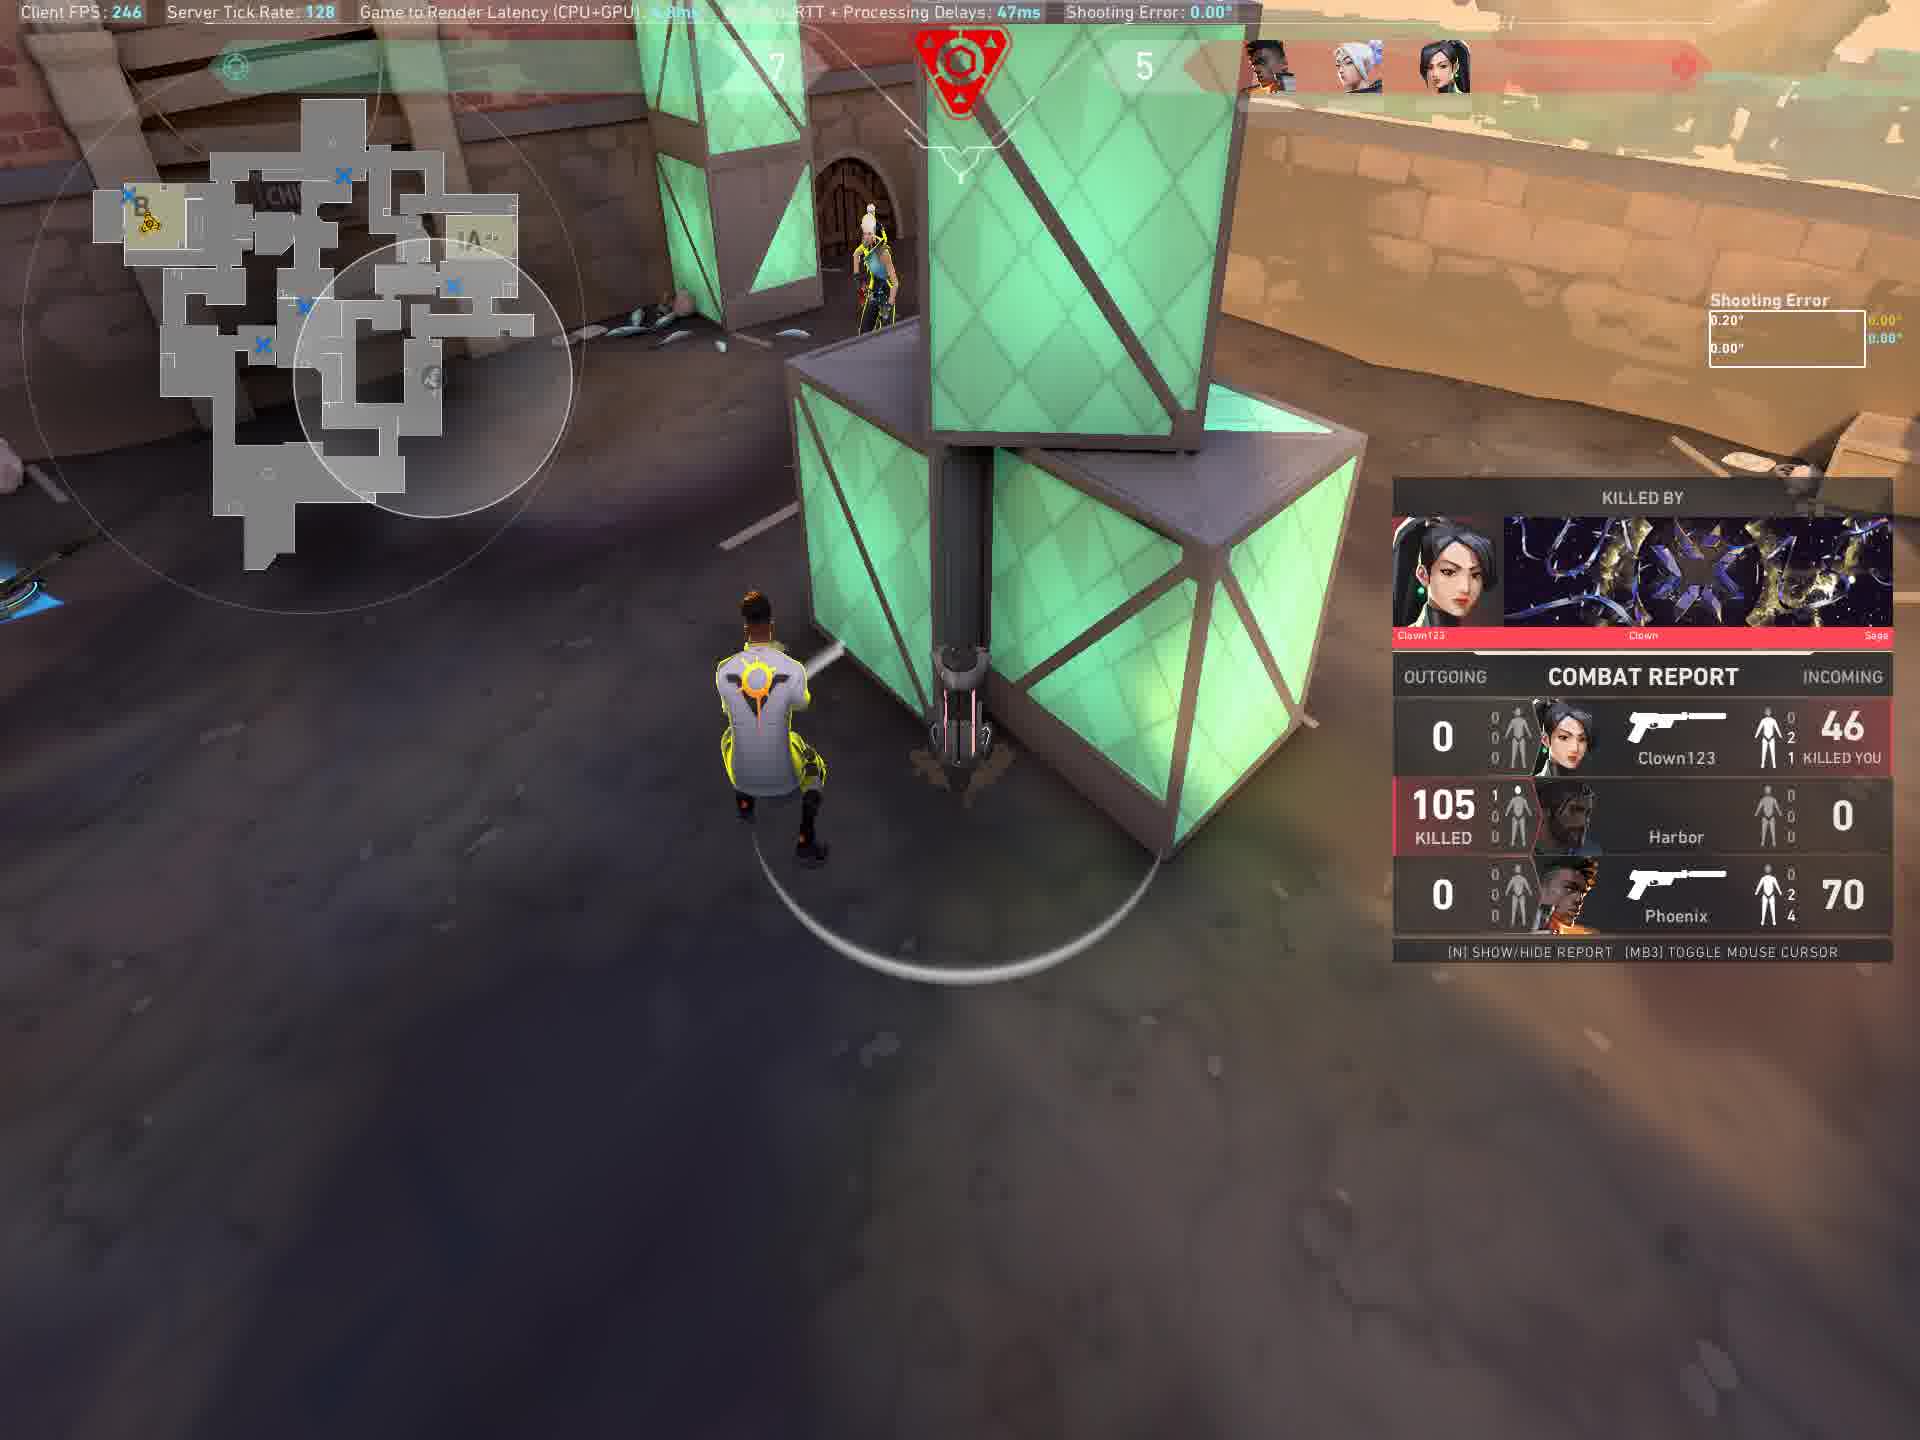 Client FPS: 246 Server Tick Rate: 128 Game to Render Latency (CPU+GPU): RTT + Processing Delays: 47ms Shooting Error: 0.00°
7 5
B
A
Shooting Error
0.20° 0.00°
0.00° 0.00°
KILLED BY
Clown123 Clown Sage
OUTGOING COMBAT REPORT INCOMING
0 0 0 0 Clown123 0 2 1 46 KILLED YOU
105 KILLED 1 0 0 Harbor 0 0 0 0
0 0 0 0 Phoenix 0 2 4 70
[N] SHOW/HIDE REPORT [MB3] TOGGLE MOUSE CURSOR